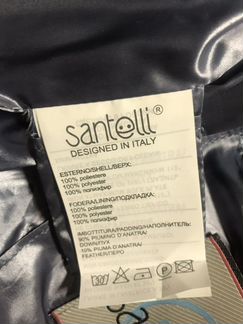 santelli®
DESIGNED IN ITALY
ESTERNO/SHELL/ВЕРХ:
100% poliestere
100% polyester
100% полиэфир
FODERA/LINING/ПОДКЛАДКА:
100% poliestere
100% polyester
100% полиэфир
IMBOTTITURA/PADDING/НАПОЛНИТЕЛЬ:
90% PIUMINO D'ANATRA/
DOWN/ПУХ
10% PIUMA D'ANATRA/
FEATHER/ПЕРО
30°